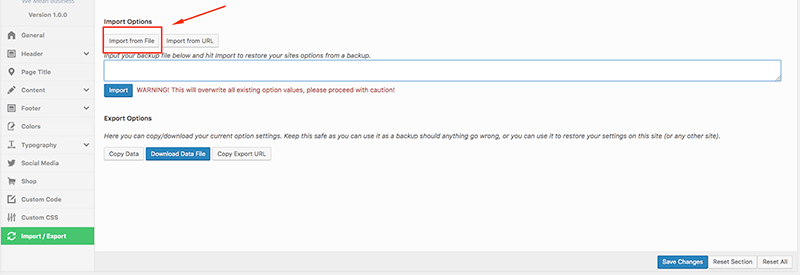 We Mean Business
Version 1.0.0
General
Header
Page Title
Content
Footer
Colors
Typography
Social Media
Shop
Custom Code
Custom CSS
Import / Export
Import Options
Import from File
Import from URL
Input your backup file below and hit Import to restore your sites options from a backup.
Import
WARNING! This will overwrite all existing option values, please proceed with caution!
Export Options
Here you can copy/download your current option settings. Keep this safe as you can use it as a backup should anything go wrong, or you can use it to restore your settings on this site (or any other site).
Copy Data
Download Data File
Copy Export URL
Save Changes
Reset Section
Reset All